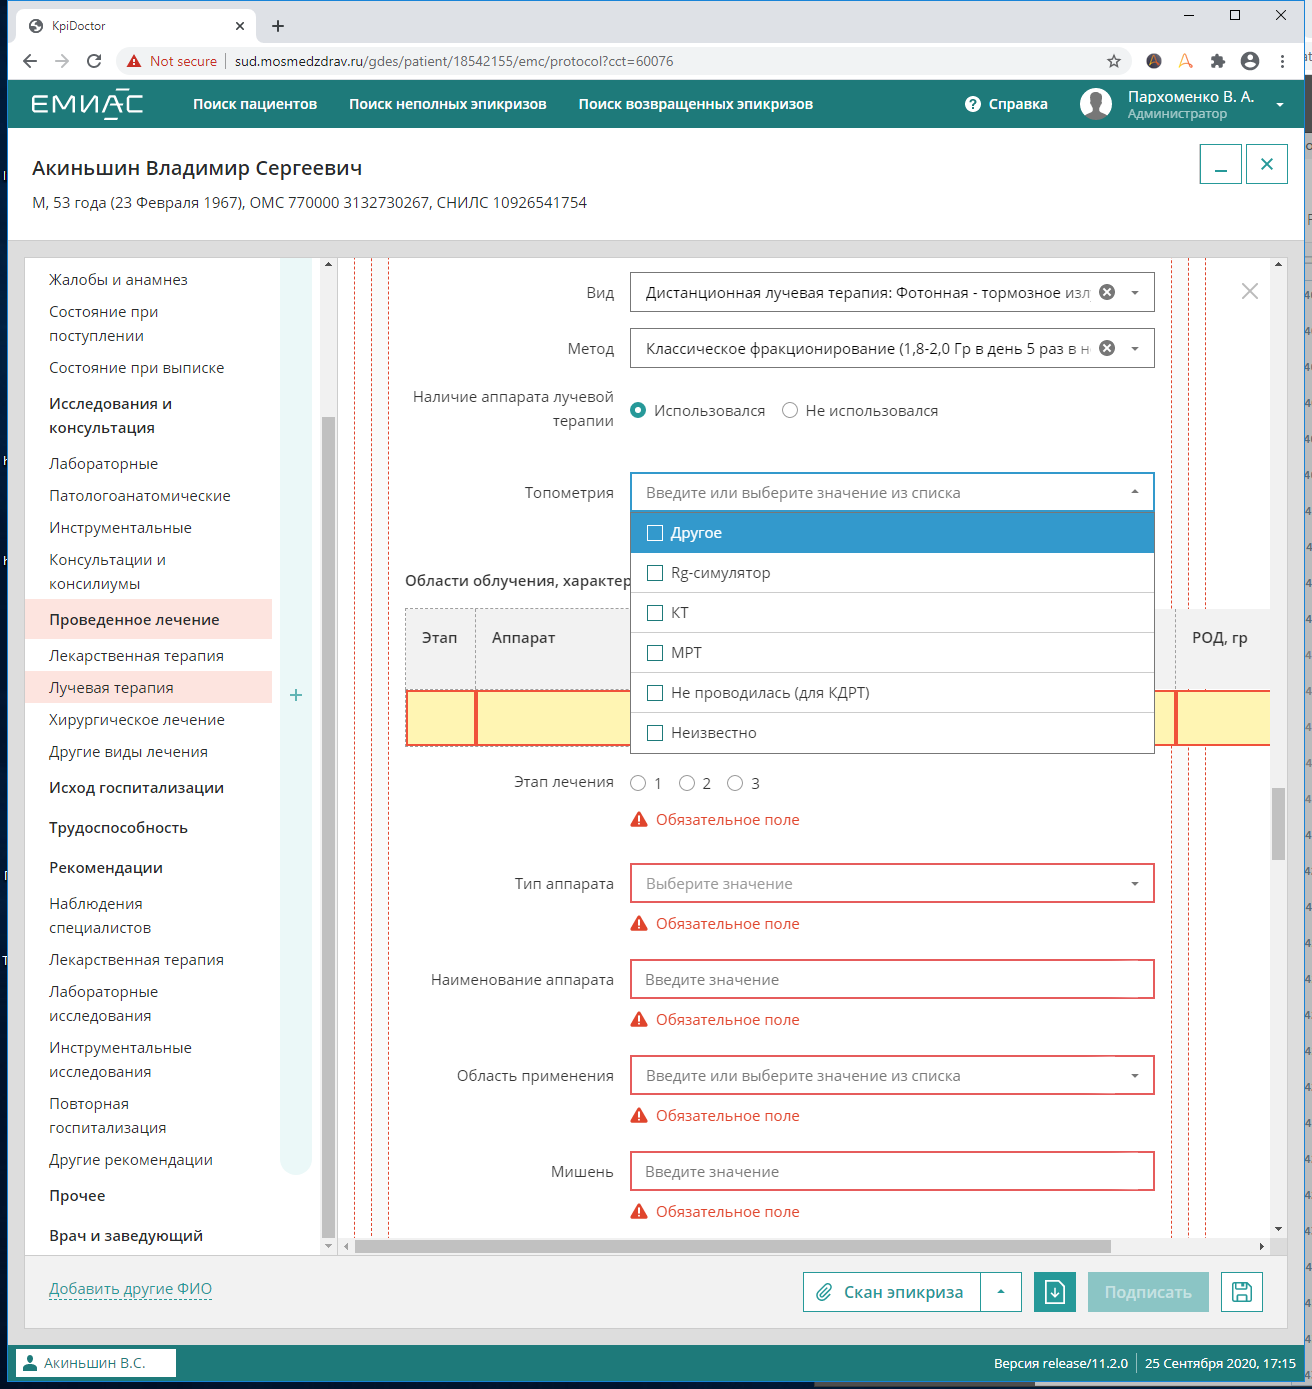 KpiDoctor
Not secure
sud.mosmedzdrav.ru/gdes/patient/18542155/emc/protocol?cct=60076
ЕМИАС
Поиск пациентов
Поиск неполных эпикризов
Поиск возвращенных эпикризов
Справка
Пархоменко В. А.
Администратор
Акиньшин Владимир Сергеевич
М, 53 года (23 Февраля 1967), ОМС 770000 3132730267, СНИЛС 10926541754
Жалобы и анамнез
Состояние при
поступлении
Состояние при выписке
Исследования и
консультация
Лабораторные
Патологоанатомические
Инструментальные
Консультации и
консилиумы
Проведенное лечение
Лекарственная терапия
Лучевая терапия
Хирургическое лечение
Другие виды лечения
Исход госпитализации
Трудоспособность
Рекомендации
Наблюдения
специалистов
Лекарственная терапия
Лабораторные
исследования
Инструментальные
исследования
Повторная
госпитализация
Другие рекомендации
Прочее
Врач и заведующий
Вид
Дистанционная лучевая терапия: Фотонная - тормозное изл
Метод
Классическое фракционирование (1,8-2,0 Гр в день 5 раз в н
Наличие аппарата лучевой
терапии
Использовался
Не использовался
Топометрия
Введите или выберите значение из списка
Другое
Rg-симулятор
КТ
МРТ
Не проводилась (для КДРТ)
Неизвестно
Области облучения, характер
Этап
Аппарат
РОД, гр
Этап лечения
1
2
3
Обязательное поле
Тип аппарата
Выберите значение
Обязательное поле
Наименование аппарата
Введите значение
Обязательное поле
Область применения
Введите или выберите значение из списка
Обязательное поле
Мишень
Введите значение
Обязательное поле
Добавить другие ФИО
Скан эпикриза
Подписать
Акиньшин В.С.
Версия release/11.2.0
25 Сентября 2020, 17:15